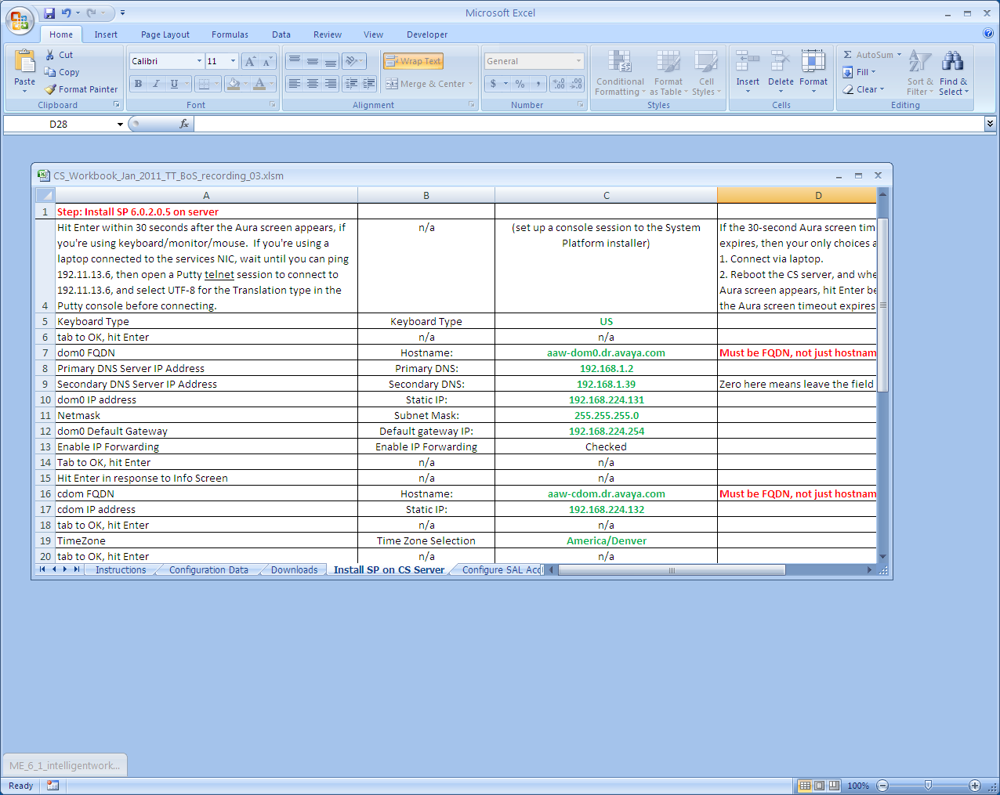 Microsoft Excel
Home Insert Page Layout Formulas Data Review View Developer
Paste
Cut
Copy
Format Painter
Clipboard
Calibri 11
B I U
Font
Wrap Text
Merge & Center
Alignment
General
$ % ,
Number
Conditional Formatting
Format as Table
Cell Styles
Styles
Insert Delete Format
Cells
Σ AutoSum
Fill
Clear
Sort & Filter
Find & Select
Editing
D28 fx
CS_Workbook_Jan_2011_TT_BoS_recording_03.xlsm
A B C D
1 Step: Install SP 6.0.2.0.5 on server
4 Hit Enter within 30 seconds after the Aura screen appears, if
you're using keyboard/monitor/mouse. If you're using a
laptop connected to the services NIC, wait until you can ping
192.11.13.6, then open a Putty telnet session to connect to
192.11.13.6, and select UTF-8 for the Translation type in the
Putty console before connecting.
n/a
(set up a console session to the System
Platform installer)
If the 30-second Aura screen tim
expires, then your only choices a
1. Connect via laptop.
2. Reboot the CS server, and whe
Aura screen appears, hit Enter be
the Aura screen timeout expires
5 Keyboard Type Keyboard Type US
6 tab to OK, hit Enter n/a n/a
7 dom0 FQDN Hostname: aaw-dom0.dr.avaya.com Must be FQDN, not just hostnam
8 Primary DNS Server IP Address Primary DNS: 192.168.1.2
9 Secondary DNS Server IP Address Secondary DNS: 192.168.1.39 Zero here means leave the field
10 dom0 IP address Static IP: 192.168.224.131
11 Netmask Subnet Mask: 255.255.255.0
12 dom0 Default Gateway Default gateway IP: 192.168.224.254
13 Enable IP Forwarding Enable IP Forwarding Checked
14 Tab to OK, hit Enter n/a n/a
15 Hit Enter in response to Info Screen n/a n/a
16 cdom FQDN Hostname: aaw-cdom.dr.avaya.com Must be FQDN, not just hostnam
17 cdom IP address Static IP: 192.168.224.132
18 tab to OK, hit Enter n/a n/a
19 TimeZone Time Zone Selection America/Denver
20 tab to OK, hit Enter n/a n/a
Instructions Configuration Data Downloads Install SP on CS Server Configure SAL Acc
ME_6_1_intelligentwork...
Ready 100%